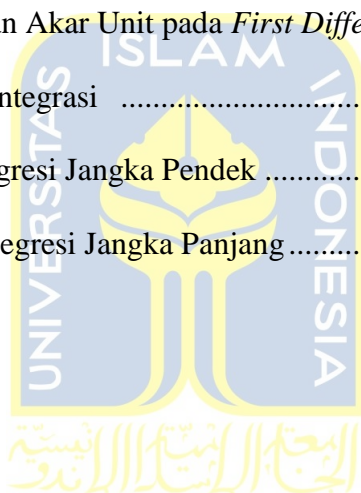 an Akar Unit pada First Diffe
ISLAM
ntegrasi ..............................
gresi Jangka Pendek .............
egresi Jangka Panjang ..........
UNIVERSITAS
INDONESIA